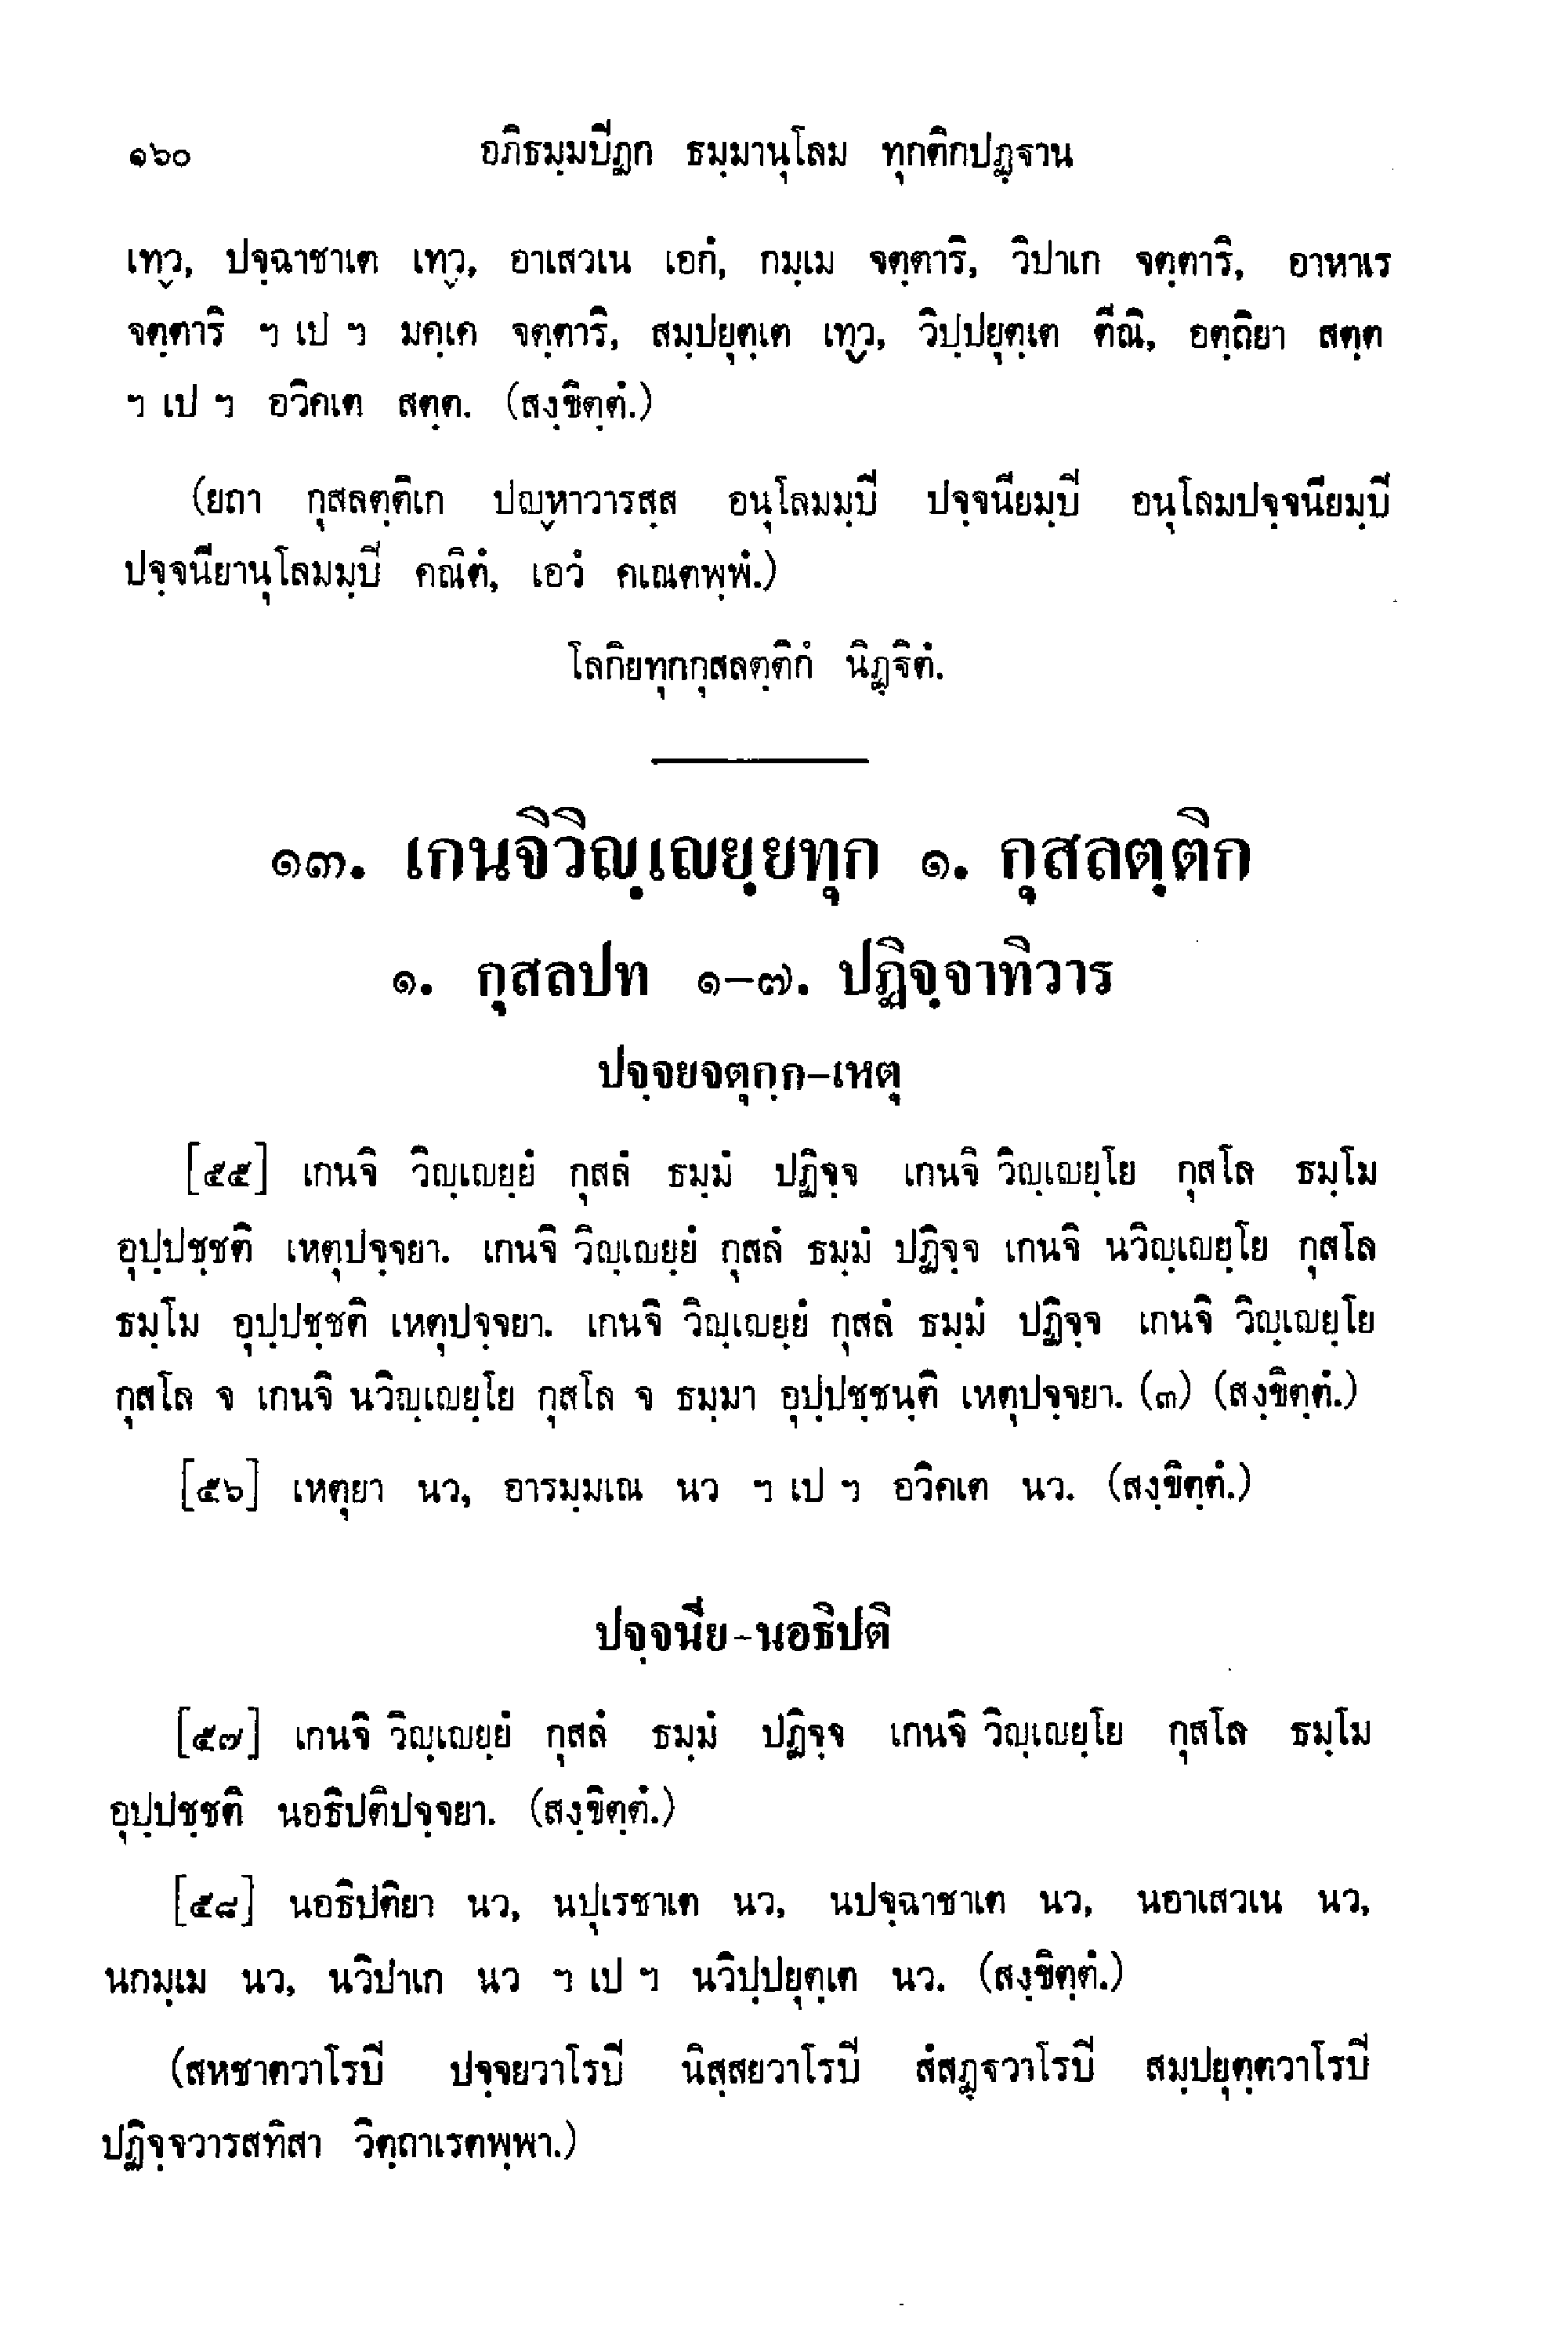 ๑๖๐ อภิธมฺมปิฏก ธมฺมานุโลม ทุกติกปฏฺฐาน
เทฺว, ปจฺฉาชาเต เทฺว, อาเสวเน เอกํ, กมฺเม จตฺตาริ, วิปาเก จตฺตาริ, อาหาเร
จตฺตาริ ฯ เป ฯ มคฺเค จตฺตาริ, สมฺปยุตฺเต เทฺว, วิปฺปยุตฺเต ตีณิ, อตฺถิยา สตฺต
ฯ เป ฯ อวิคเต สตฺต. (สงฺขิตฺตํ.)
(ยถา กุสลตฺติเก ปญฺหาวารสฺส อนุโลมมฺปิ ปจฺจนียมฺปิ อนุโลมปจฺจนียมฺปิ
ปจฺจนียานุโลมมฺปิ คณิตํ, เอวํ คเณตพฺพํ.)
โลกิยทุกกุสลตฺติกํ นิฏฺฐิตํ.
๑๓. เกนจิวิญฺเญยฺยทุก ๑. กุสลตฺติก
๑. กุสลปท ๑-๗. ปฏิจฺจาทิวาร
ปจฺจยจตุกฺก-เหตุ
[๕๕] เกนจิ วิญฺเญยฺยํ กุสลํ ธมฺมํ ปฏิจฺจ เกนจิ วิญฺเญยฺโย กุสโล ธมฺโม
อุปฺปชฺชติ เหตุปจฺจยา. เกนจิ วิญฺเญยฺยํ กุสลํ ธมฺมํ ปฏิจฺจ เกนจิ นวิญฺเญยฺโย กุสโล
ธมฺโม อุปฺปชฺชติ เหตุปจฺจยา. เกนจิ วิญฺเญยฺยํ กุสลํ ธมฺมํ ปฏิจฺจ เกนจิ วิญฺเญยฺโย
กุสโล จ เกนจิ นวิญฺเญยฺโย กุสโล จ ธมฺมา อุปฺปชฺชนฺติ เหตุปจฺจยา. (๓) (สงฺขิตฺตํ.)
[๕๖] เหตุยา นว, อารมฺมเณ นว ฯ เป ฯ อวิคเต นว. (สงฺขิตฺตํ.)
ปจฺจนีย-นอธิปติ
[๕๗] เกนจิ วิญฺเญยฺยํ กุสลํ ธมฺมํ ปฏิจฺจ เกนจิ วิญฺเญยฺโย กุสโล ธมฺโม
อุปฺปชฺชติ นอธิปติปจฺจยา. (สงฺขิตฺตํ.)
[๕๘] นอธิปติยา นว, นปุเรชาเต นว, นปจฺฉาชาเต นว, นอาเสวเน นว,
นกมฺเม นว, นวิปาเก นว ฯ เป ฯ นวิปฺปยุตฺเต นว. (สงฺขิตฺตํ.)
(สหชาตวาโรปิ ปจฺจยวาโรปิ นิสฺสยวาโรปิ สํสฏฺฐวาโรปิ สมฺปยุตฺตวาโรปิ
ปฏิจฺจวารสทิสา วิตฺถาเรตพฺพา.)